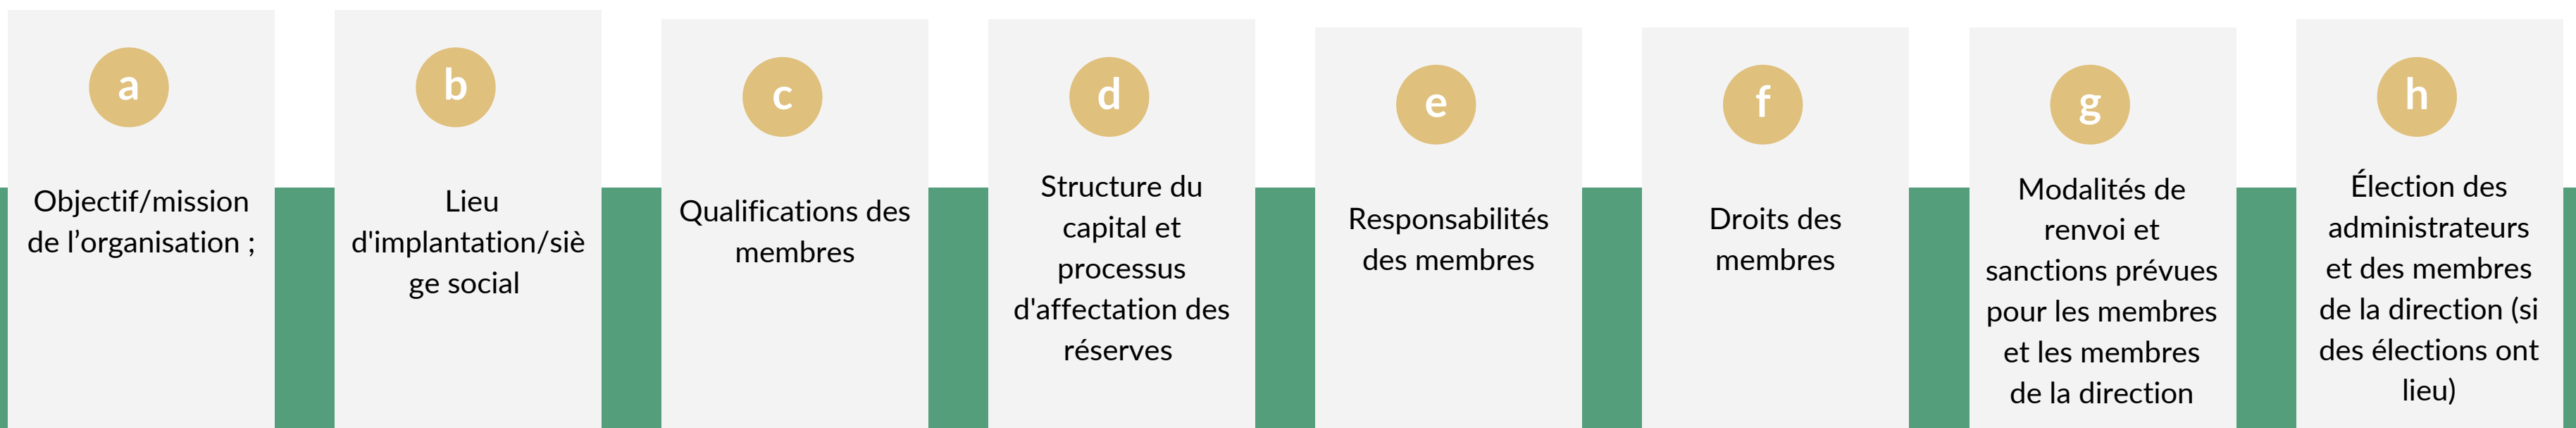 a
Objectif/mission
de l’organisation ;
b
Lieu
d'implantation/siè
ge social
c
Qualifications des
membres
d
Structure du
capital et
processus
d'affectation des
réserves
e
Responsabilités
des membres
f
Droits des
membres
g
Modalités de
renvoi et
sanctions prévues
pour les membres
et les membres
de la direction
h
Élection des
administrateurs
et des membres
de la direction (si
des élections ont
lieu)